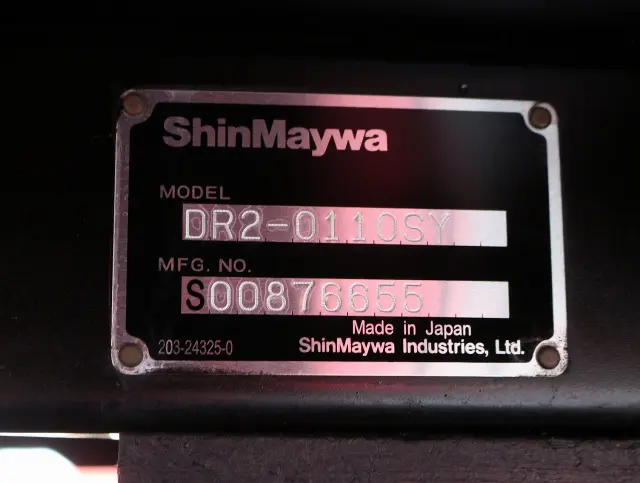 ShinMaywa
MODEL
DR2-0110SY
MFG. NO.
S00876655
Made in Japan
203-24325-0 ShinMaywa Industries, Ltd.